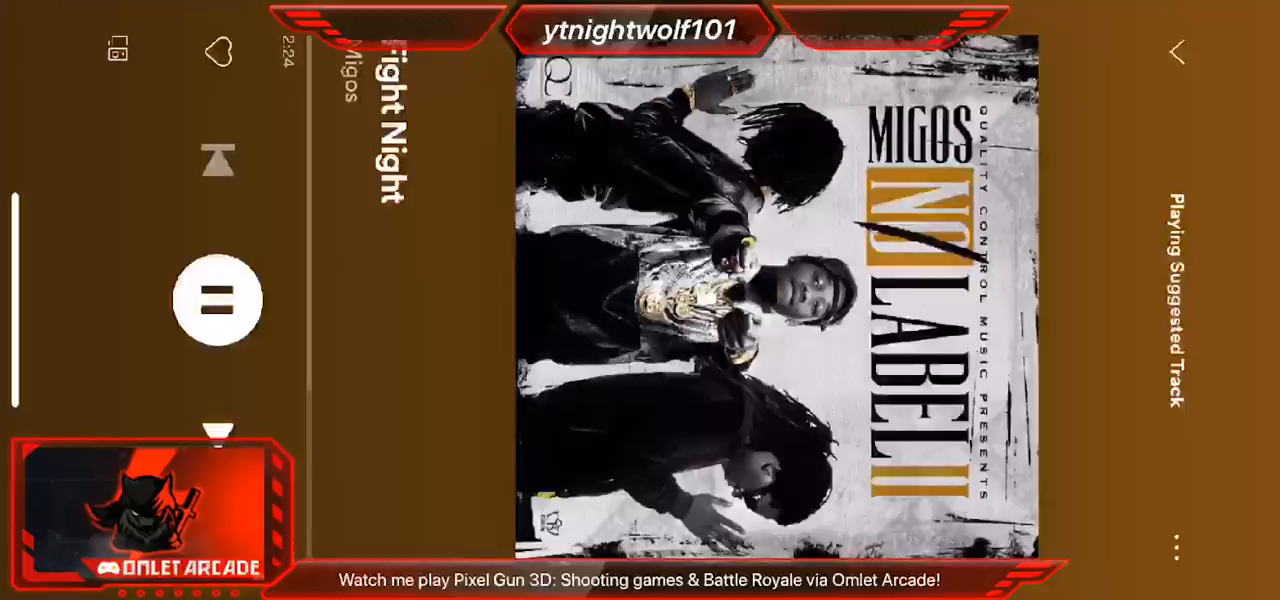 ytnightwolf101
Playing Suggested Track
QUALITY CONTROL MUSIC PRESENTS
MIGOS
NO LABEL II
QC
Fight Night
Migos
2:24
OMLET ARCADE
Watch me play Pixel Gun 3D: Shooting games & Battle Royale via Omlet Arcade!